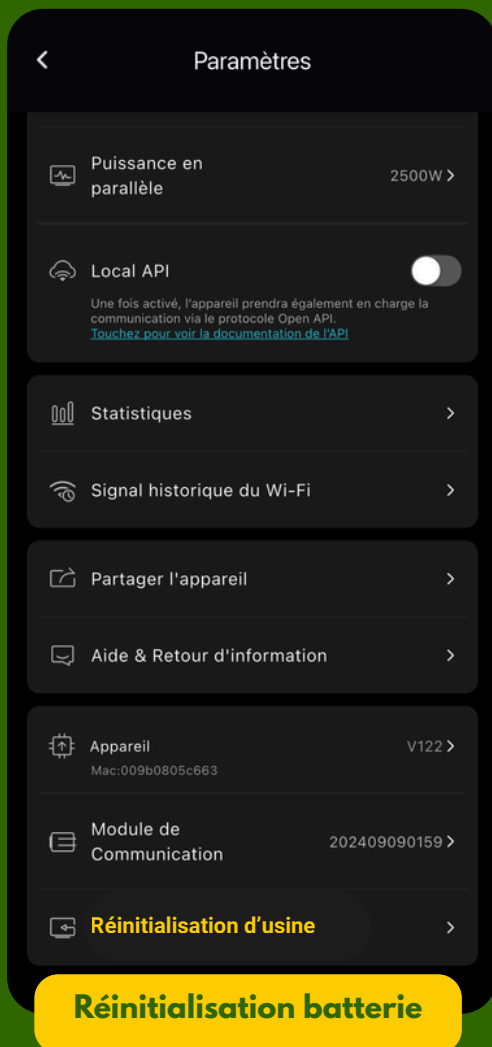 Paramètres
Puissance en
parallèle
2500W
Local API
Une fois activé, l'appareil prendra également en charge la
communication via le protocole Open API.
Touchez pour voir la documentation de l'API
Statistiques
Signal historique du Wi-Fi
Partager l'appareil
Aide & Retour d'information
Appareil
V122
Mac:009b0805c663
Module de
Communication
202409090159
Réinitialisation d’usine
Réinitialisation batterie